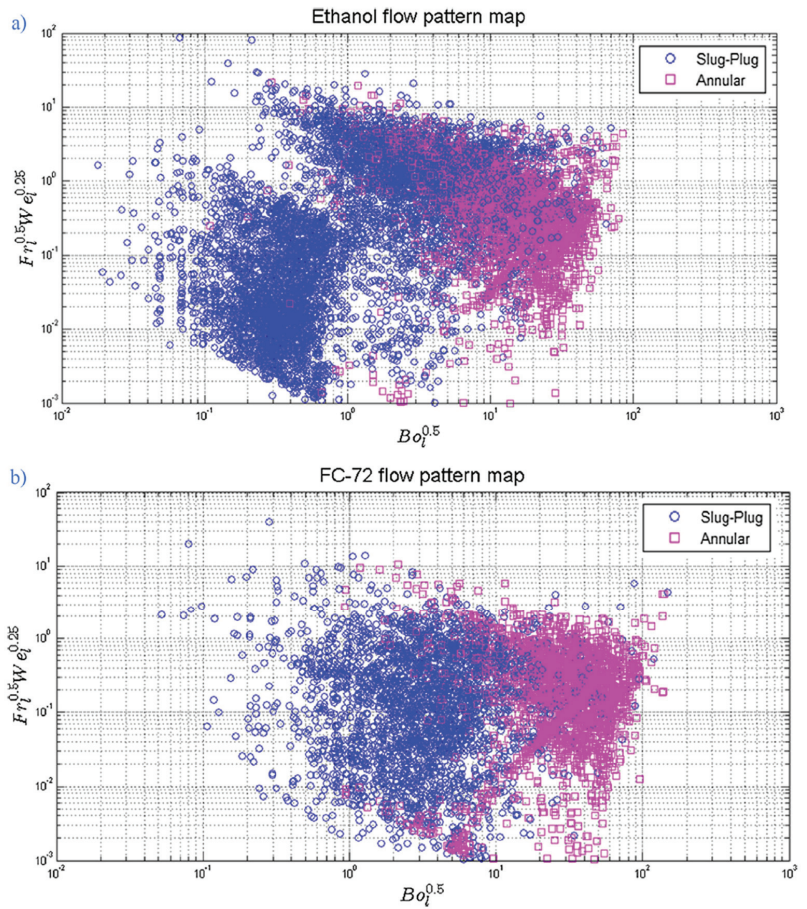 a)
Ethanol flow pattern map
10^2
Slug-Plug
Annular
10^1
10^0
Fr_l^0.5 We_l^0.25
10^-1
10^-2
10^-3
10^-2 10^-1 10^0 10^1 10^2 10^3
Bo_l^0.5
b)
FC-72 flow pattern map
10^2
Slug-Plug
Annular
10^1
10^0
Fr_l^0.5 We_l^0.25
10^-1
10^-2
10^-3
10^-2 10^-1 10^0 10^1 10^2 10^3
Bo_l^0.5